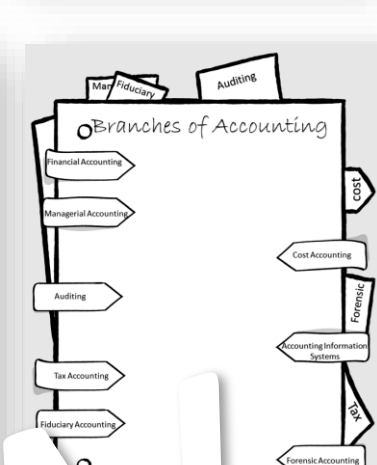 Man
Fiduciary
Auditing
Branches of Accounting
Financial Accounting
cost
Managerial Accounting
Cost Accounting
Auditing
Forensic
Accounting Information
Systems
Tax Accounting
Tax
Fiduciary Accounting
Forensic Accounting